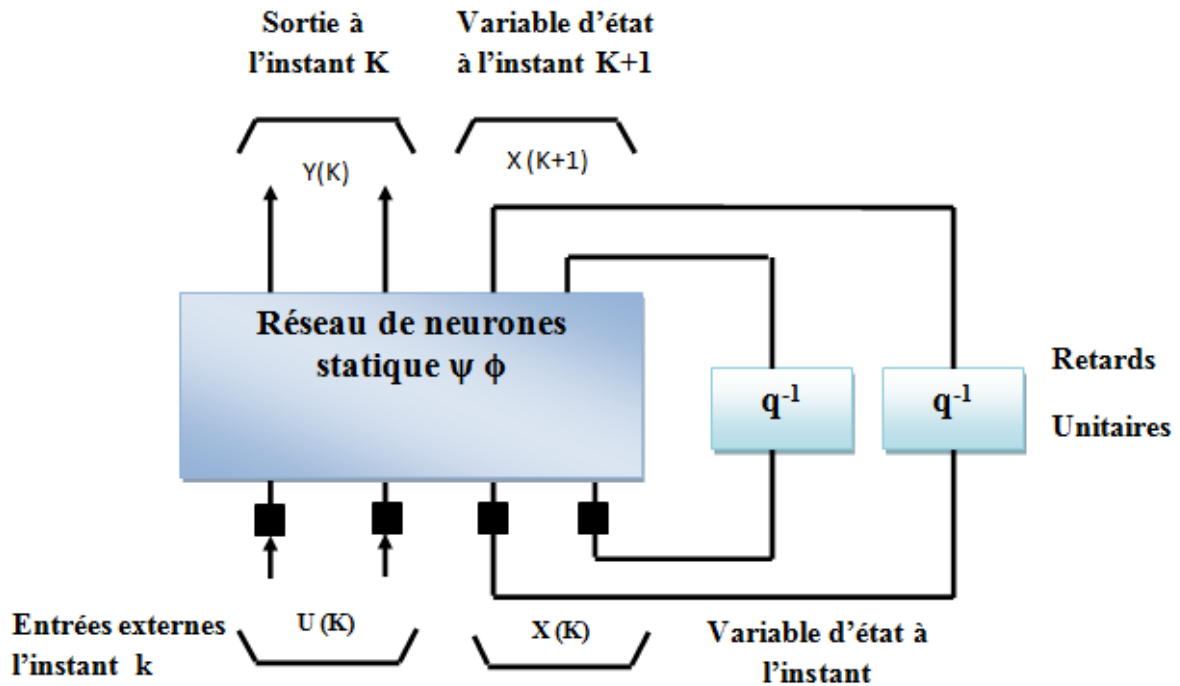 Sortie à
l'instant K
Variable d'état
à l'instant K+1
Y(K)
X (K+1)
Réseau de neurones
statique ψ ϕ
q-1
q-1
Retards
Unitaires
Entrées externes
l'instant k
U (K)
X (K)
Variable d'état à
l'instant